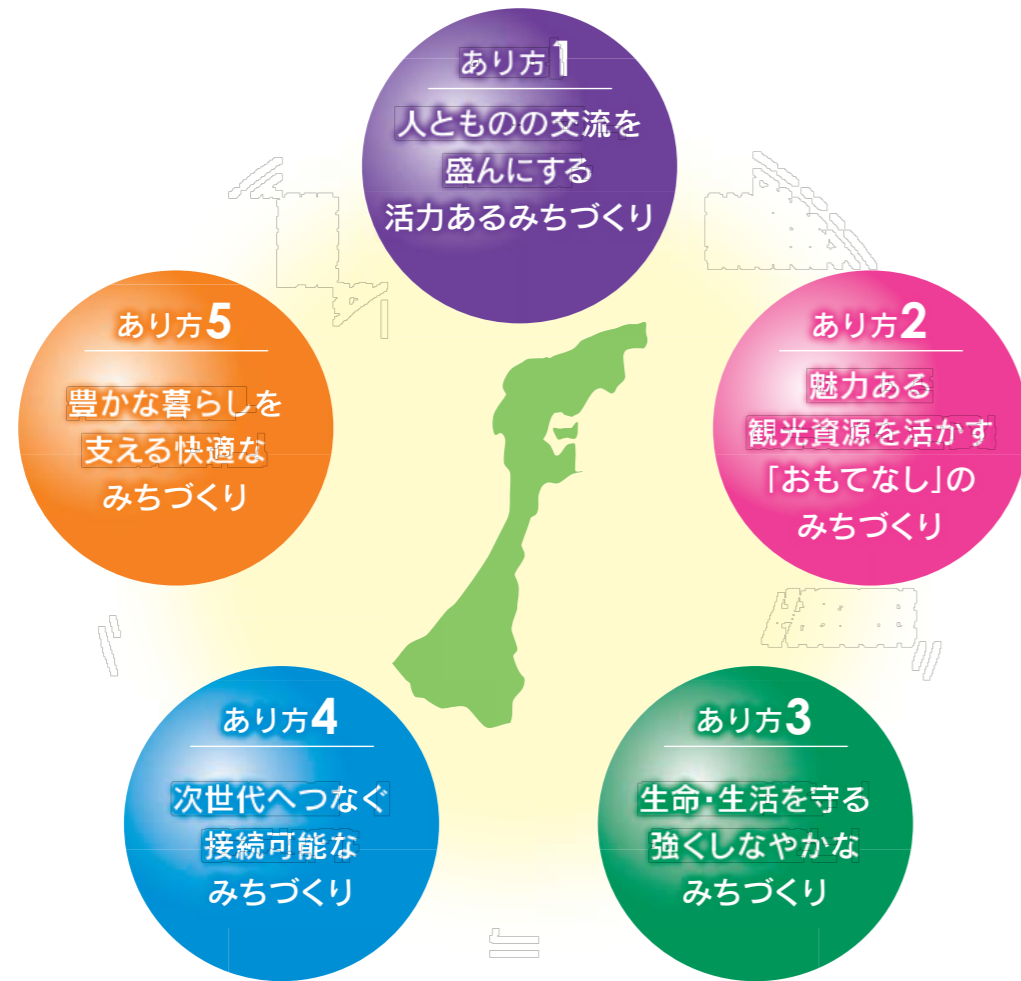 あり方1
人とものの交流を
盛んにする
活力あるみちづくり
あり方2
魅力ある
観光資源を活かす
「おもてなし」の
みちづくり
あり方3
生命・生活を守る
強くしなやかな
みちづくり
あり方4
次世代へつなぐ
接続可能な
みちづくり
あり方5
豊かな暮らしを
支える快適な
みちづくり